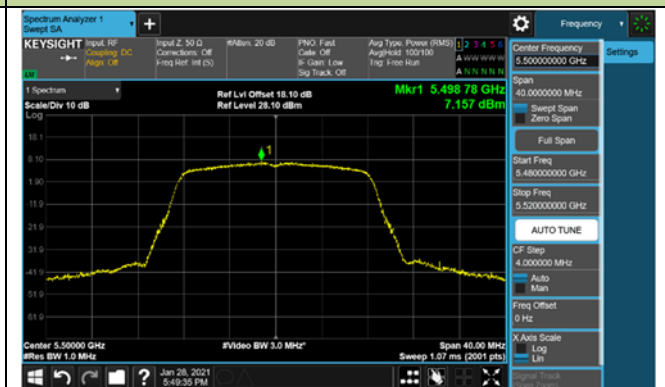 Spectrum Analyzer 1
Swept SA
+
Frequency
KEYSIGHT
Input: RF
Coupling: DC
Align: Off
Input Z: 50 Ω
Corrections: Off
Freq Ref: Int (S)
#Atten: 20 dB
PNO: Fast
Gate: Off
IF Gain: Low
Sig Track: Off
Avg Type: Power (RMS)
Avg|Hold: 100/100
Trig: Free Run
1 2 3 4 5 6
A W W W W W
A N N N N N
1 Spectrum
Scale/Div 10 dB
Log
Ref Lvl Offset 18.10 dB
Ref Level 28.10 dBm
Mkr1 5.498 78 GHz
7.157 dBm
18.1
8.10
1
-1.90
-11.9
-21.9
-31.9
-41.9
-51.9
-61.9
Center 5.50000 GHz
#Res BW 1.0 MHz
#Video BW 3.0 MHz*
Span 40.00 MHz
Sweep 1.07 ms (2001 pts)
Jan 28, 2021
5:49:35 PM
Center Frequency
5.500000000 GHz
Settings
Span
40.0000000 MHz
Swept Span
Zero Span
Full Span
Start Freq
5.480000000 GHz
Stop Freq
5.520000000 GHz
AUTO TUNE
CF Step
4.000000 MHz
Auto
Man
Freq Offset
0 Hz
X Axis Scale
Log
Lin
Signal Track
(Span Zoom)